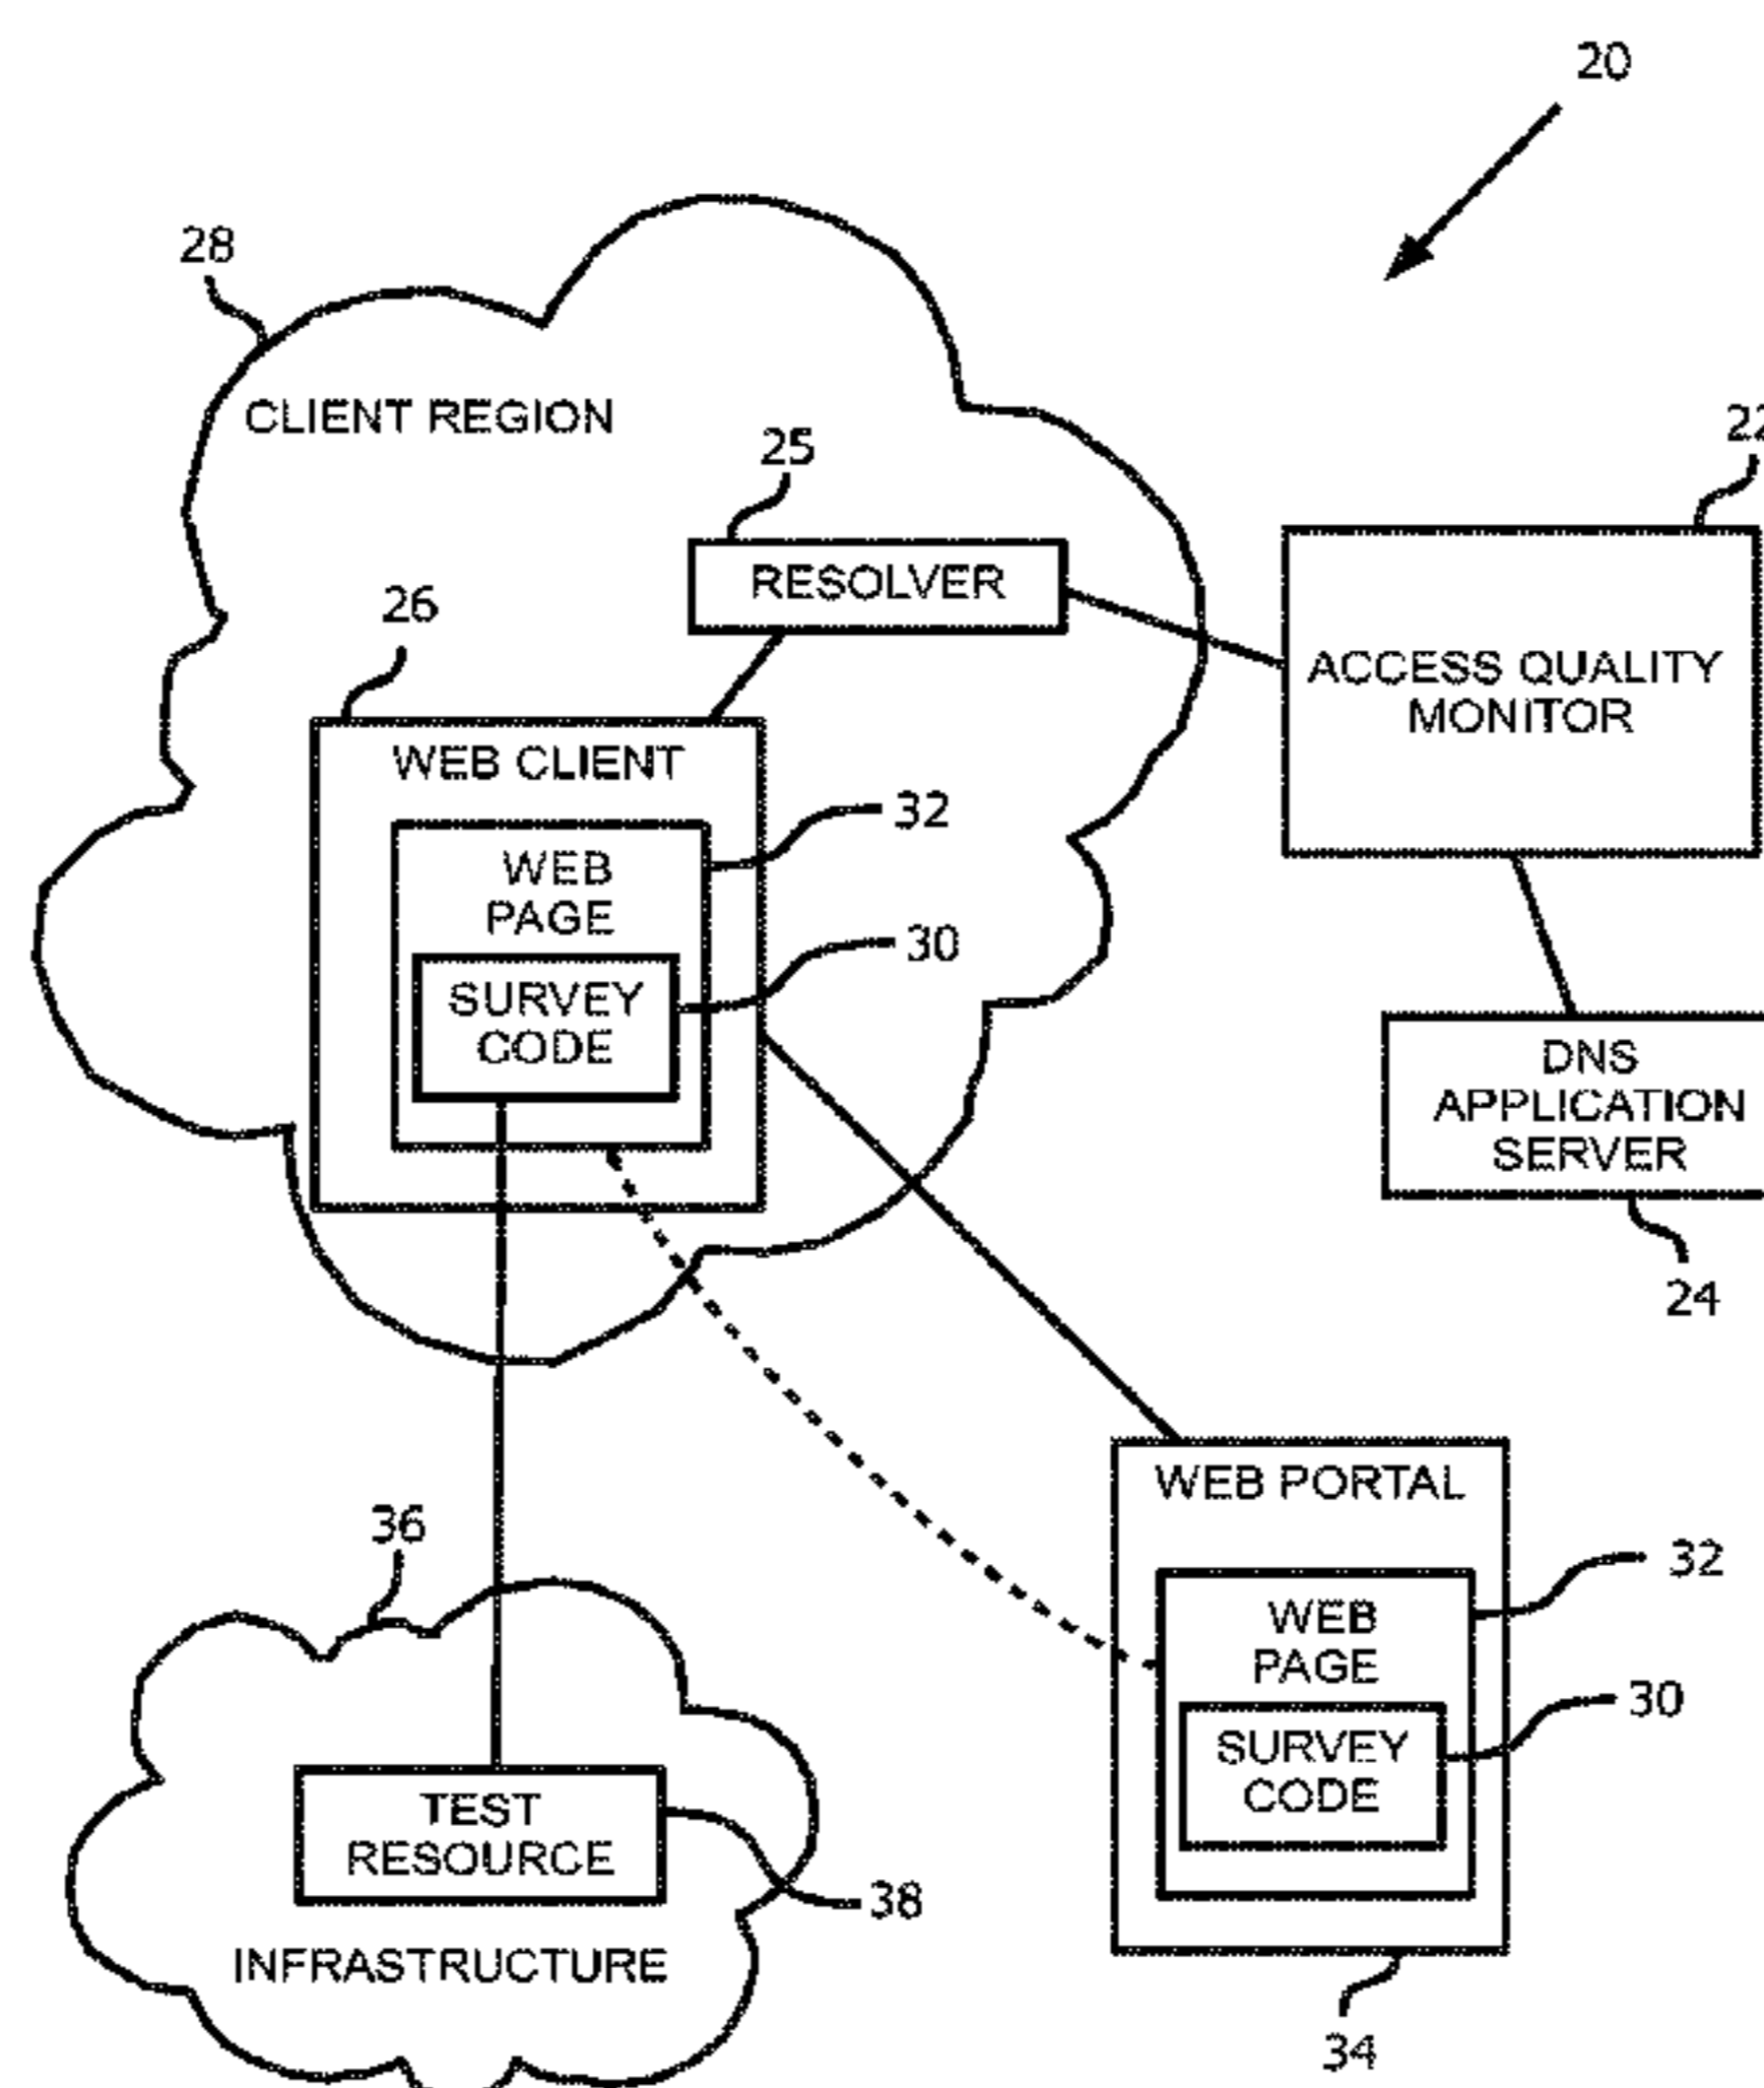 20
28
CLIENT REGION
22
25
RESOLVER
26
ACCESS QUALITY
MONITOR
WEB CLIENT
32
WEB
PAGE
30
SURVEY
CODE
DNS
APPLICATION
SERVER
24
WEB PORTAL
36
32
WEB
PAGE
30
SURVEY
CODE
TEST
RESOURCE
38
INFRASTRUCTURE
34